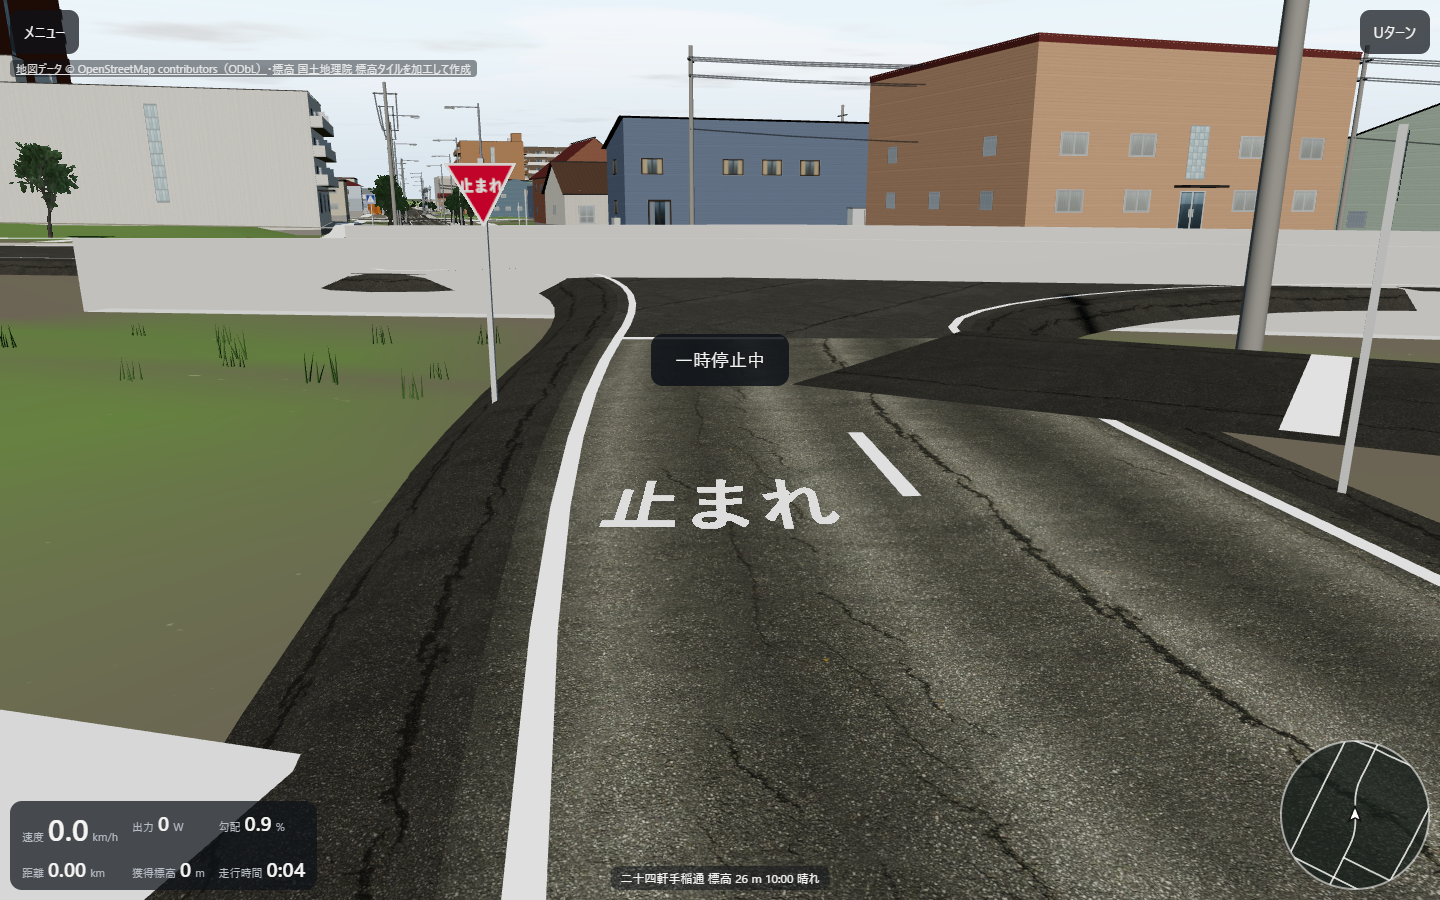 メニュー
Uターン
地図データ © OpenStreetMap contributors（ODbL）・標高 国土地理院 標高タイルを加工して作成
止まれ
一時停止中
止まれ
速度 0.0 km/h 出力 0 W 勾配 0.9 %
距離 0.00 km 獲得標高 0 m 走行時間 0:04
二十四軒手稲通 標高 26 m 10:00 晴れ